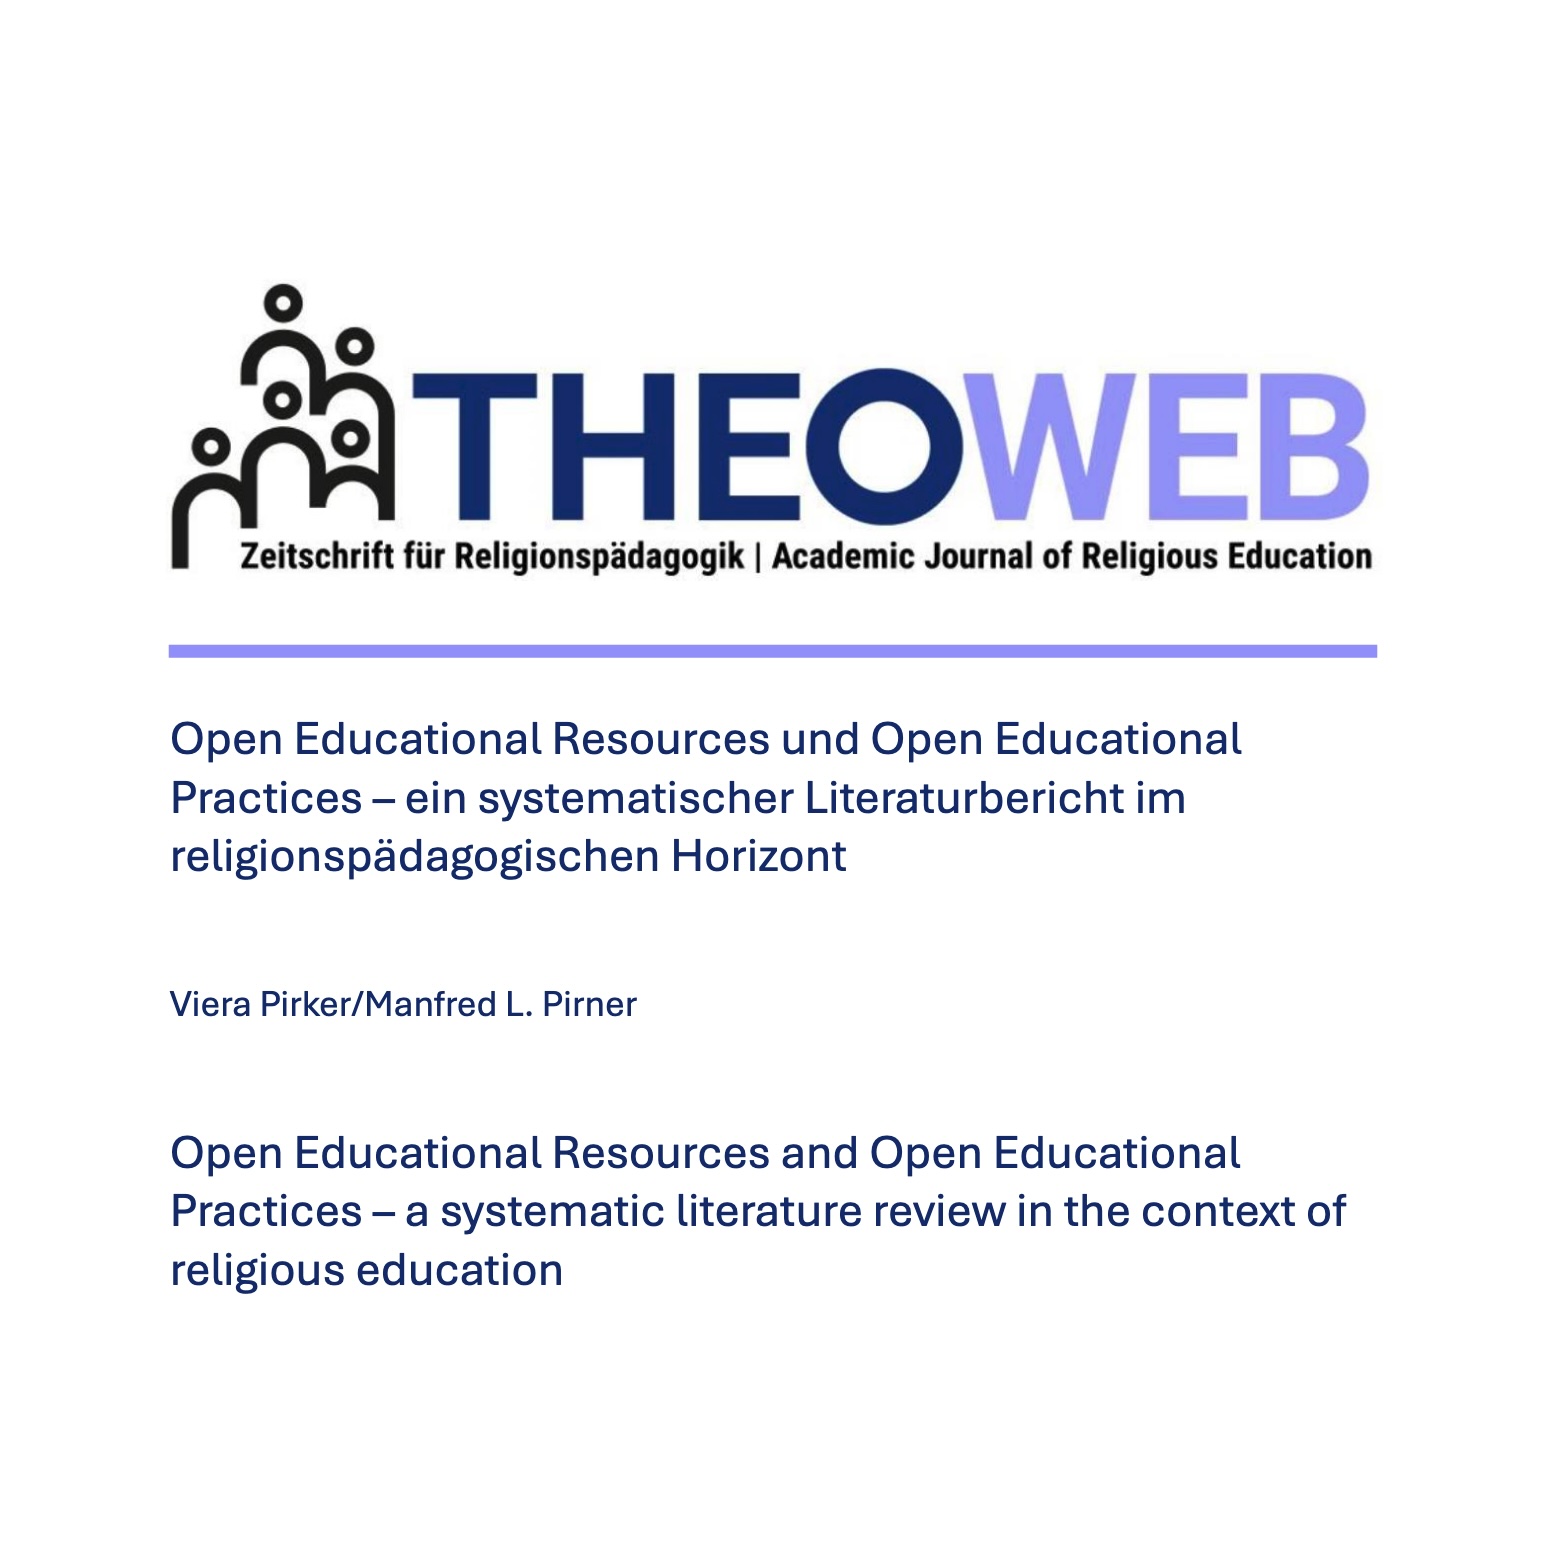 THEOWEB
Zeitschrift für Religionspädagogik | Academic Journal of Religious Education
Open Educational Resources und Open Educational
Practices – ein systematischer Literaturbericht im
religionspädagogischen Horizont
Viera Pirker/Manfred L. Pirner
Open Educational Resources and Open Educational
Practices – a systematic literature review in the context of
religious education